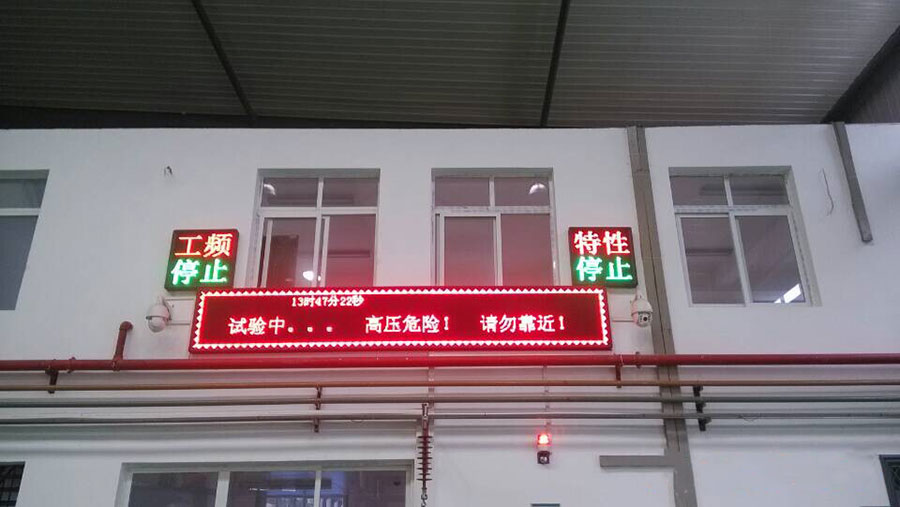 工频
停止
特性
停止
13时47分22秒
试验中。。。 高压危险! 请勿靠近!